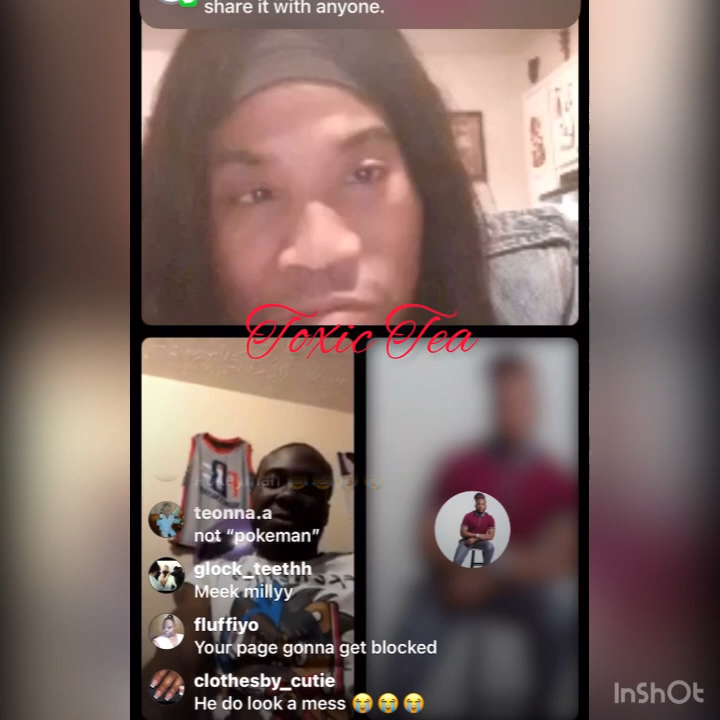 share it with anyone.
Toxic Tea
teonna.a
not “pokeman”
glock_teethh
Meek millyy
fluffiyo
Your page gonna get blocked
clothesby_cutie
He do look a mess 😭😭😭
InShOt